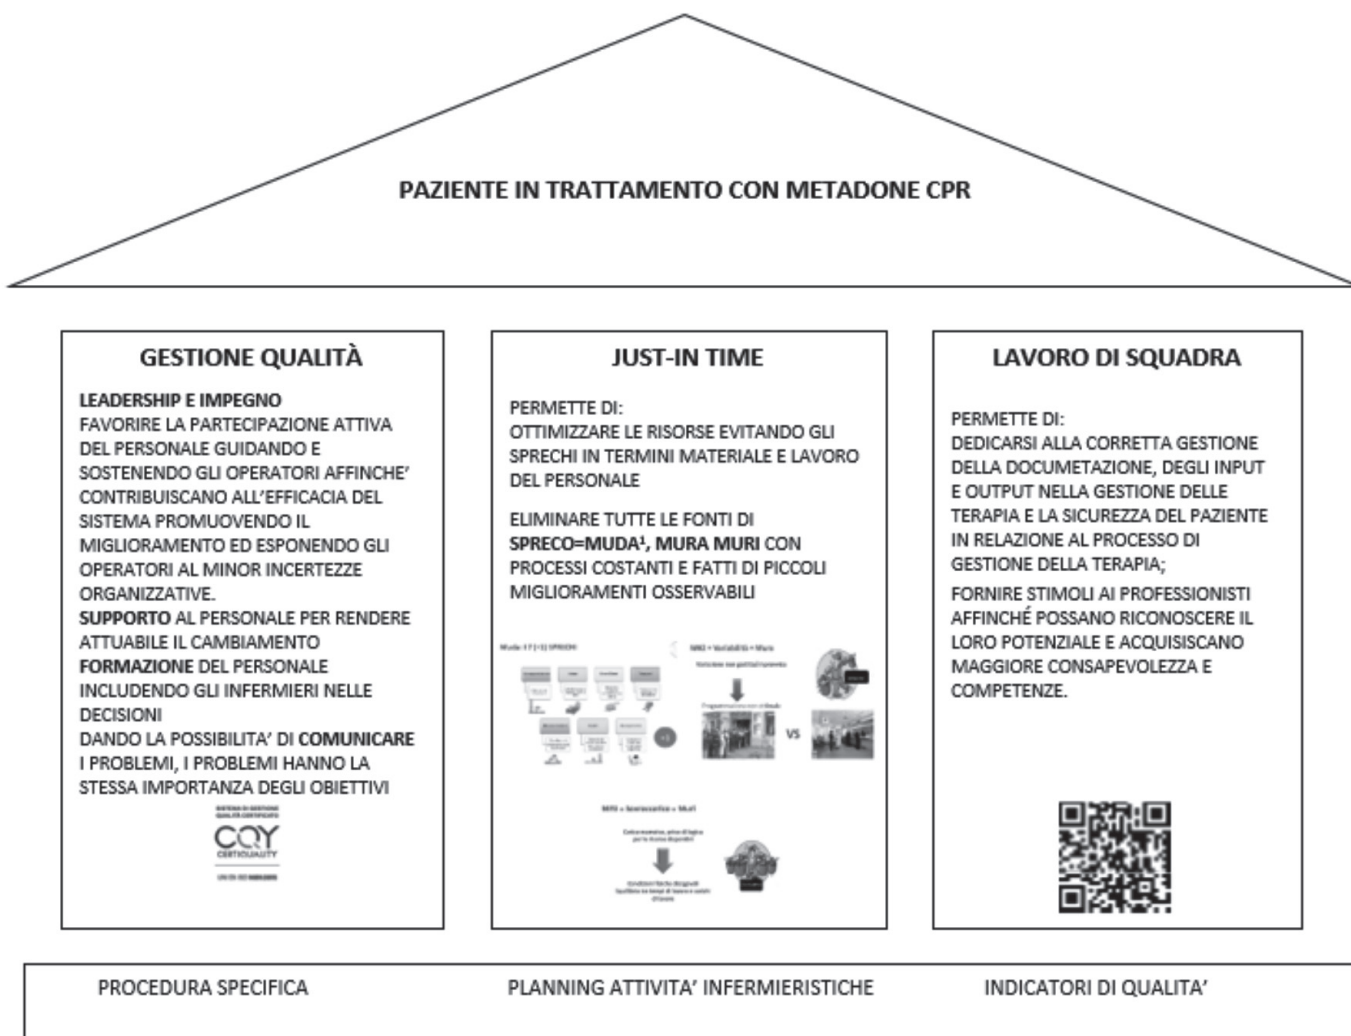 PAZIENTE IN TRATTAMENTO CON METADONE CPR
GESTIONE QUALITÀ
LEADERSHIP E IMPEGNO
FAVORIRE LA PARTECIPAZIONE ATTIVA
DEL PERSONALE GUIDANDO E
SOSTENENDO GLI OPERATORI AFFINCHE'
CONTRIBUISCANO ALL'EFFICACIA DEL
SISTEMA PROMUOVENDO IL
MIGLIORAMENTO ED ESPONENDO GLI
OPERATORI AL MINOR INCERTEZZE
ORGANIZZATIVE.
SUPPORTO AL PERSONALE PER RENDERE
ATTUABILE IL CAMBIAMENTO
FORMAZIONE DEL PERSONALE
INCLUDENDO GLI INFERMIERI NELLE
DECISIONI
DANDO LA POSSIBILITA' DI COMUNICARE
I PROBLEMI, I PROBLEMI HANNO LA
STESSA IMPORTANZA DEGLI OBIETTIVI
SISTEMA DI GESTIONE
QUALITÀ CERTIFICATO
CQY
CERTIQUALITY
JUST-IN TIME
PERMETTE DI:
OTTIMIZZARE LE RISORSE EVITANDO GLI
SPRECHI IN TERMINI MATERIALE E LAVORO
DEL PERSONALE
ELIMINARE TUTTE LE FONTI DI
SPRECO=MUDA¹, MURA MURI CON
PROCESSI COSTANTI E FATTI DI PICCOLI
MIGLIORAMENTI OSSERVABILI
VS
LAVORO DI SQUADRA
PERMETTE DI:
DEDICARSI ALLA CORRETTA GESTIONE
DELLA DOCUMETAZIONE, DEGLI INPUT
E OUTPUT NELLA GESTIONE DELLE
TERAPIA E LA SICUREZZA DEL PAZIENTE
IN RELAZIONE AL PROCESSO DI
GESTIONE DELLA TERAPIA;
FORNIRE STIMOLI AI PROFESSIONISTI
AFFINCHÉ POSSANO RICONOSCERE IL
LORO POTENZIALE E ACQUISISCANO
MAGGIORE CONSAPEVOLEZZA E
COMPETENZE.
PROCEDURA SPECIFICA
PLANNING ATTIVITA' INFERMIERISTICHE
INDICATORI DI QUALITA'